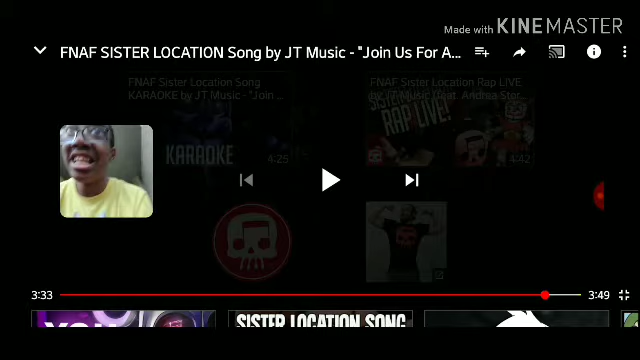 Made with KINEMASTER
FNAF SISTER LOCATION Song by JT Music - "Join Us For A...
FNAF Sister Location Song
KARAOKE by JT Music - "Join ...
FNAF Sister Location Rap LIVE
by JT Music (feat. Andrea Stor...
SISTER
RAP LIVE!
KARAOKE
4:25
4:42
3:33
3:49
YOU
SISTER LOCATION SONG